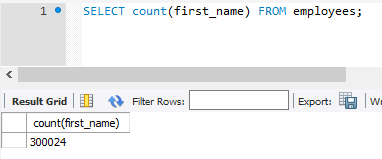 1 SELECT count(first_name) FROM employees;
Result Grid Filter Rows: Export:
count(first_name)
300024